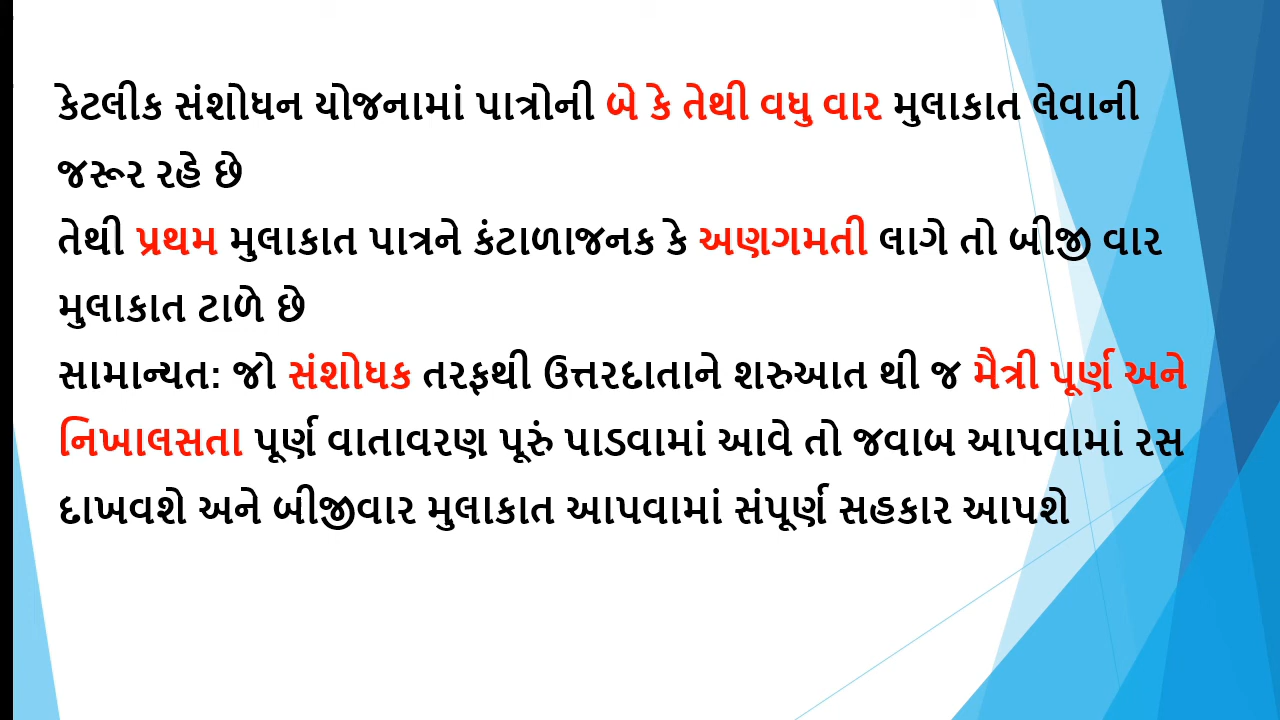 કેટલીક સંશોધન યોજનામાં પાત્રોની બે કે તેથી વધુ વાર મુલાકાત લેવાની
જરૂર રહે છે
તેથી પ્રથમ મુલાકાત પાત્રને કંટાળાજનક કે અણગમતી લાગે તો બીજી વાર
મુલાકાત ટાળે છે
સામાન્યત: જો સંશોધક તરફથી ઉત્તરદાતાને શરુઆત થી જ મૈત્રી પૂર્ણ અને
નિખાલસતા પૂર્ણ વાતાવરણ પૂરું પાડવામાં આવે તો જવાબ આપવામાં રસ
દાખવશે અને બીજીવાર મુલાકાત આપવામાં સંપૂર્ણ સહકાર આપશે